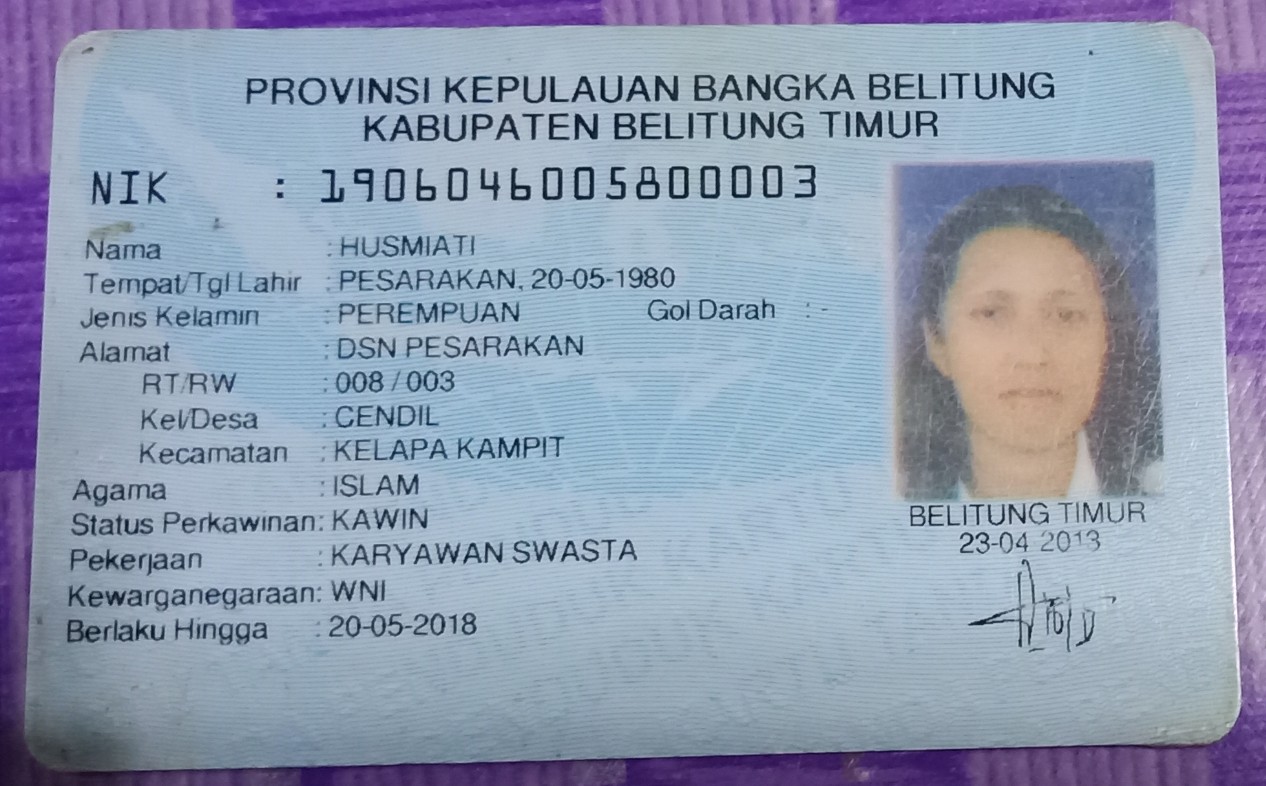 PROVINSI KEPULAUAN BANGKA BELITUNG
KABUPATEN BELITUNG TIMUR
NIK : 1906046005800003
Nama : HUSMIATI
Tempat/Tgl Lahir : PESARAKAN, 20-05-1980
Jenis Kelamin : PEREMPUAN Gol Darah : -
Alamat : DSN PESARAKAN
RT/RW : 008 / 003
Kel/Desa : CENDIL
Kecamatan : KELAPA KAMPIT
Agama : ISLAM
Status Perkawinan: KAWIN
Pekerjaan : KARYAWAN SWASTA
Kewarganegaraan: WNI
Berlaku Hingga : 20-05-2018
BELITUNG TIMUR
23-04 2013